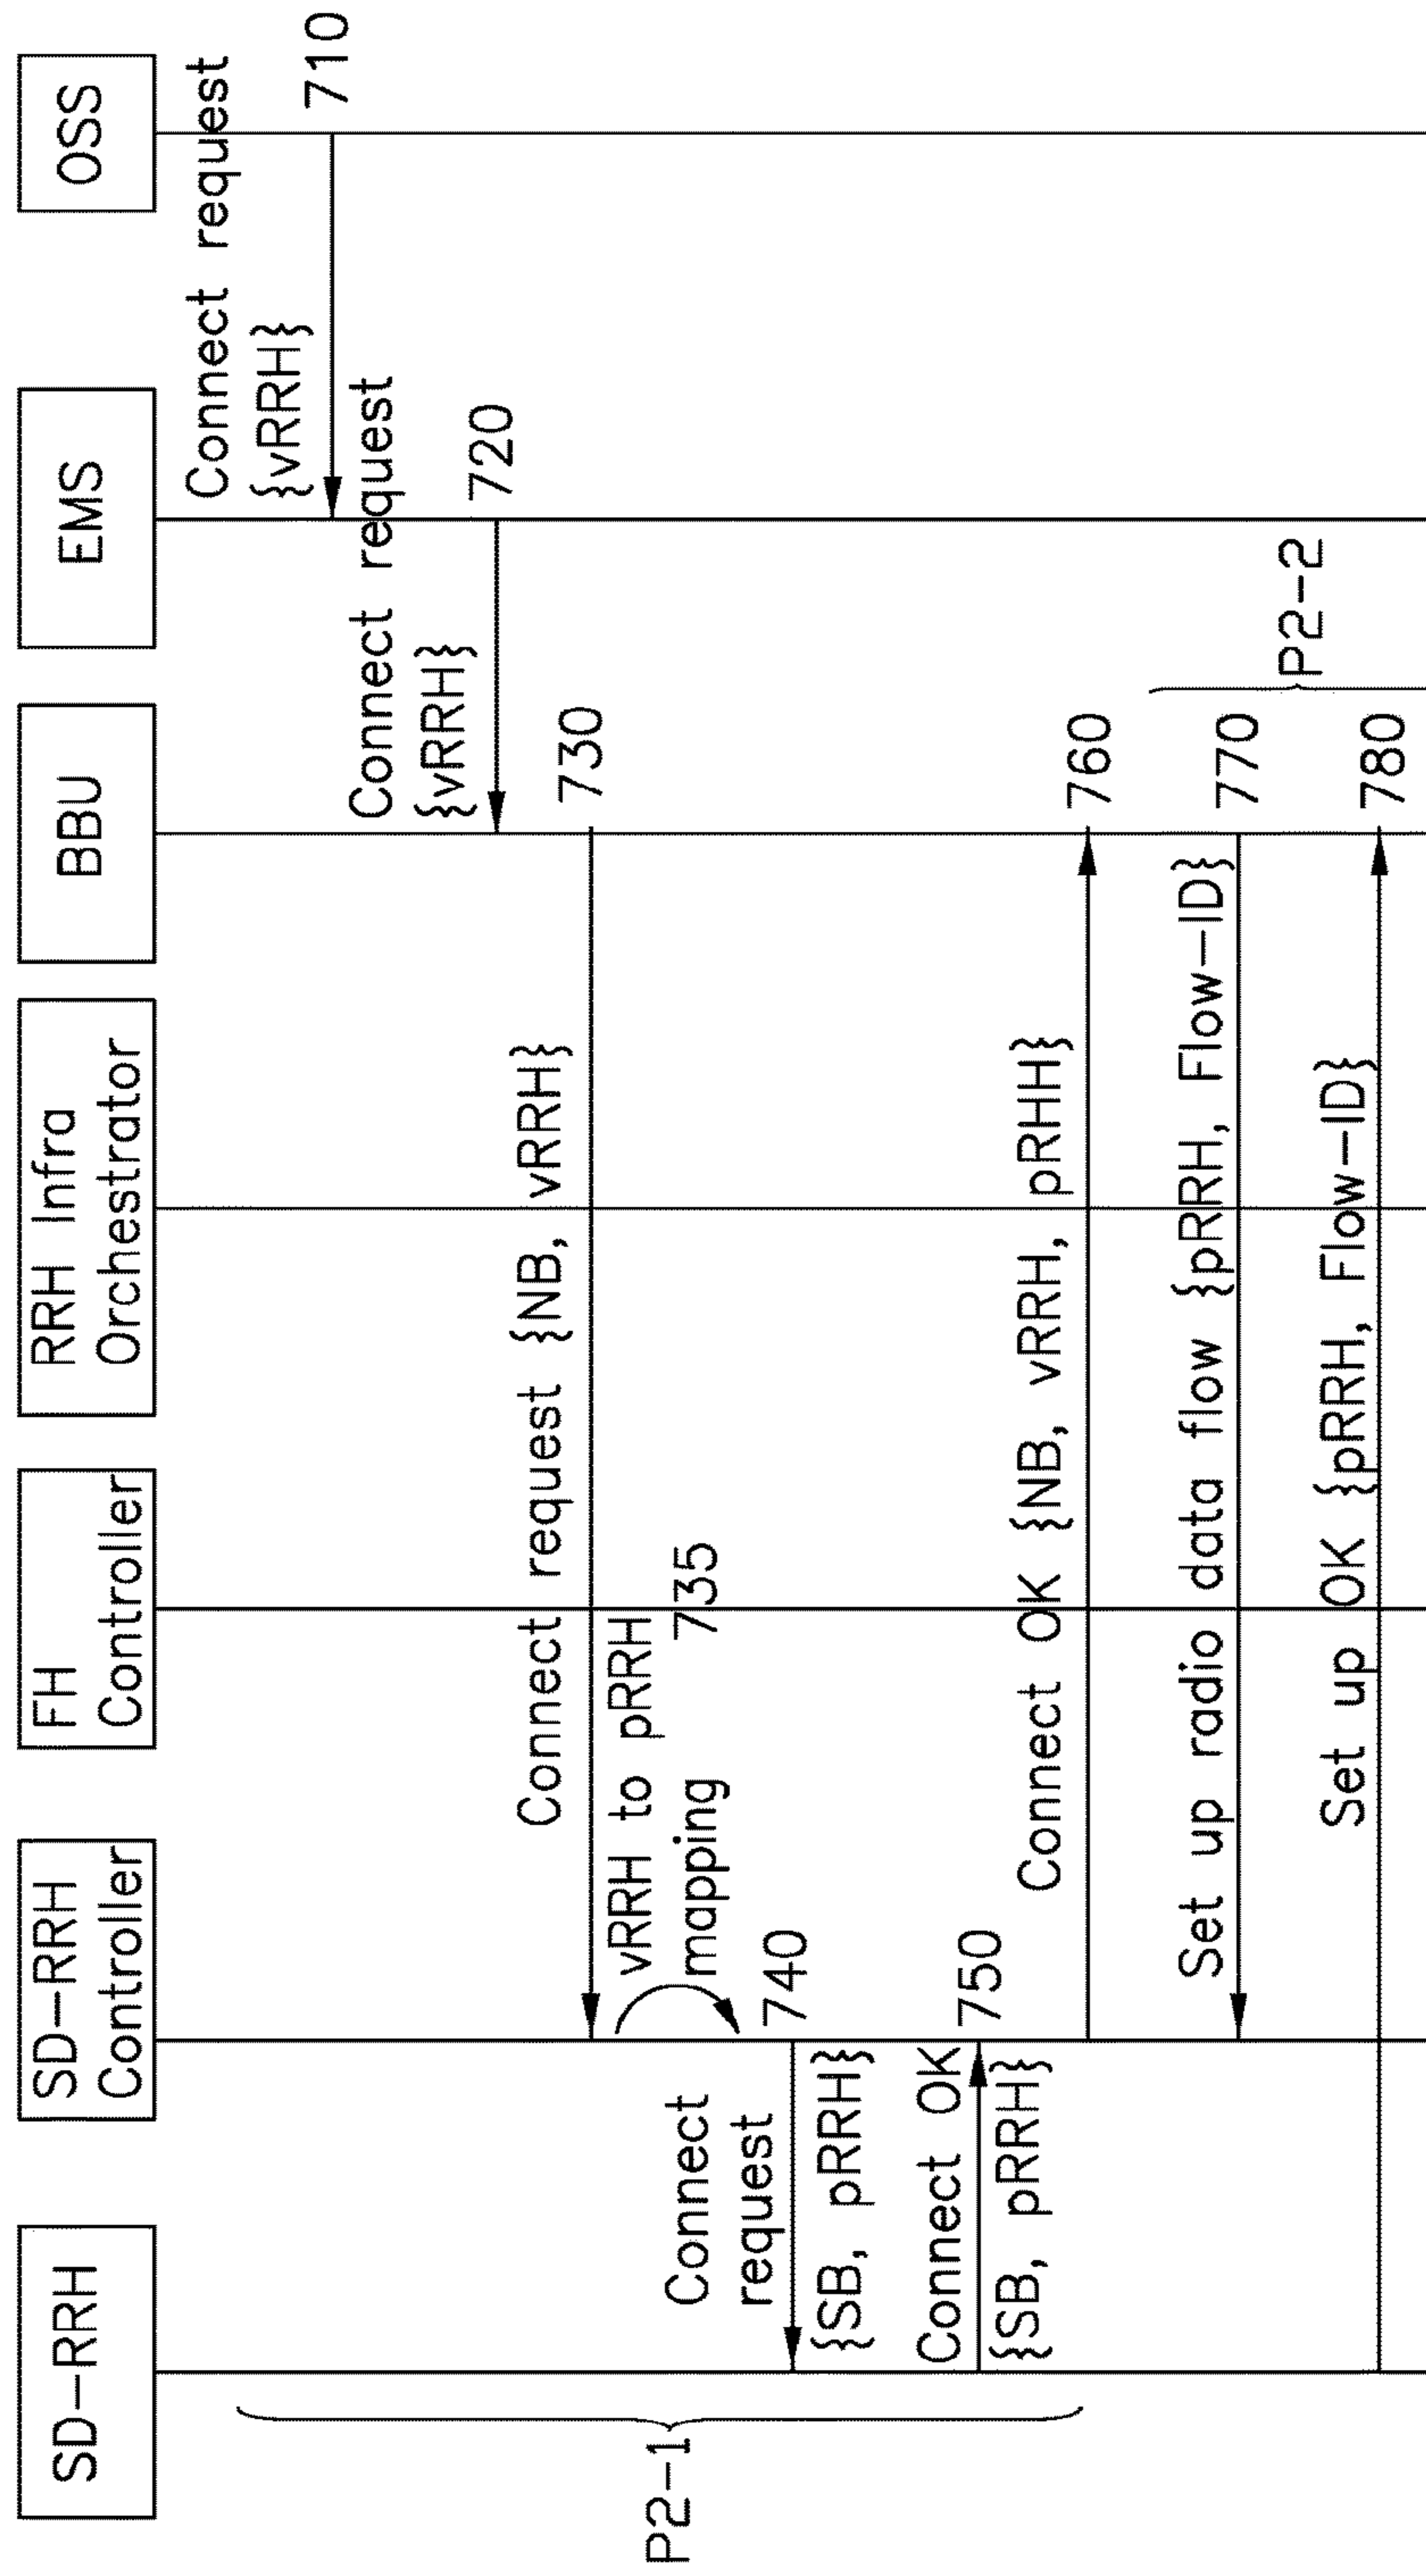 SD-RRH
SD-RRH
Controller
FH
Controller
RRH Infra
Orchestrator
BBU
EMS
OSS
Connect request
{vRRH}
710
Connect request
{vRRH}
720
Connect request {NB, vRRH}
730
vRRH to pRRH
mapping
735
Connect
request
740
{SB, pRRH}
Connect OK
750
{SB, pRRH}
Connect OK {NB, vRRH, pRHH}
760
P2-1
Set up radio data flow {pRRH, Flow-ID}
770
Set up OK {pRRH, Flow-ID}
780
P2-2